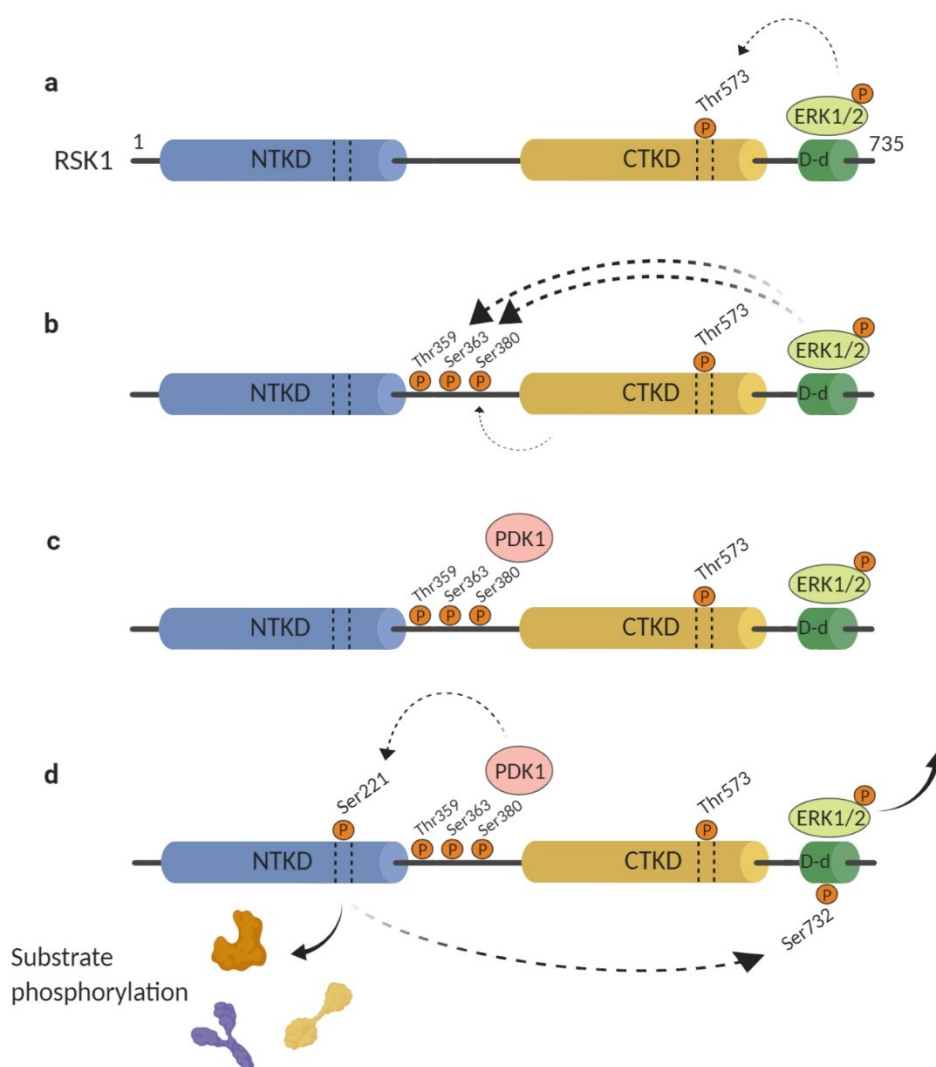 a
Thr573
P
ERK1/2
P
RSK1
1
NTKD
CTKD
D-d
735
b
Thr359
Ser363
Ser380
P
P
P
NTKD
Thr573
P
CTKD
ERK1/2
P
D-d
c
PDK1
Thr359
Ser363
Ser380
P
P
P
NTKD
Thr573
P
CTKD
ERK1/2
P
D-d
d
Ser221
P
PDK1
Thr359
Ser363
Ser380
P
P
P
NTKD
Thr573
P
CTKD
ERK1/2
P
D-d
P
Ser732
Substrate
phosphorylation